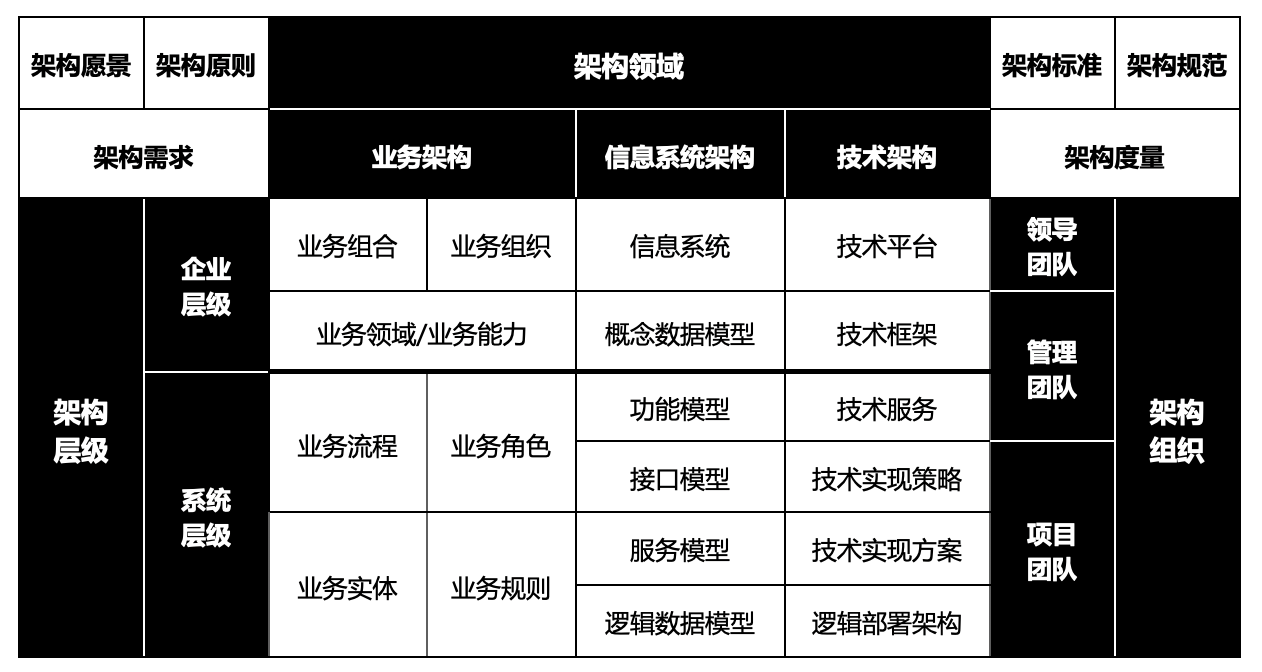 架构愿景
架构原则
架构领域
架构标准
架构规范
架构需求
业务架构
信息系统架构
技术架构
架构度量
架构
层级
企业
层级
业务组合
业务组织
信息系统
技术平台
领导
团队
业务领域/业务能力
概念数据模型
技术框架
管理
团队
系统
层级
业务流程
业务角色
功能模型
技术服务
接口模型
技术实现策略
架构
组织
业务实体
业务规则
服务模型
技术实现方案
项目
团队
逻辑数据模型
逻辑部署架构